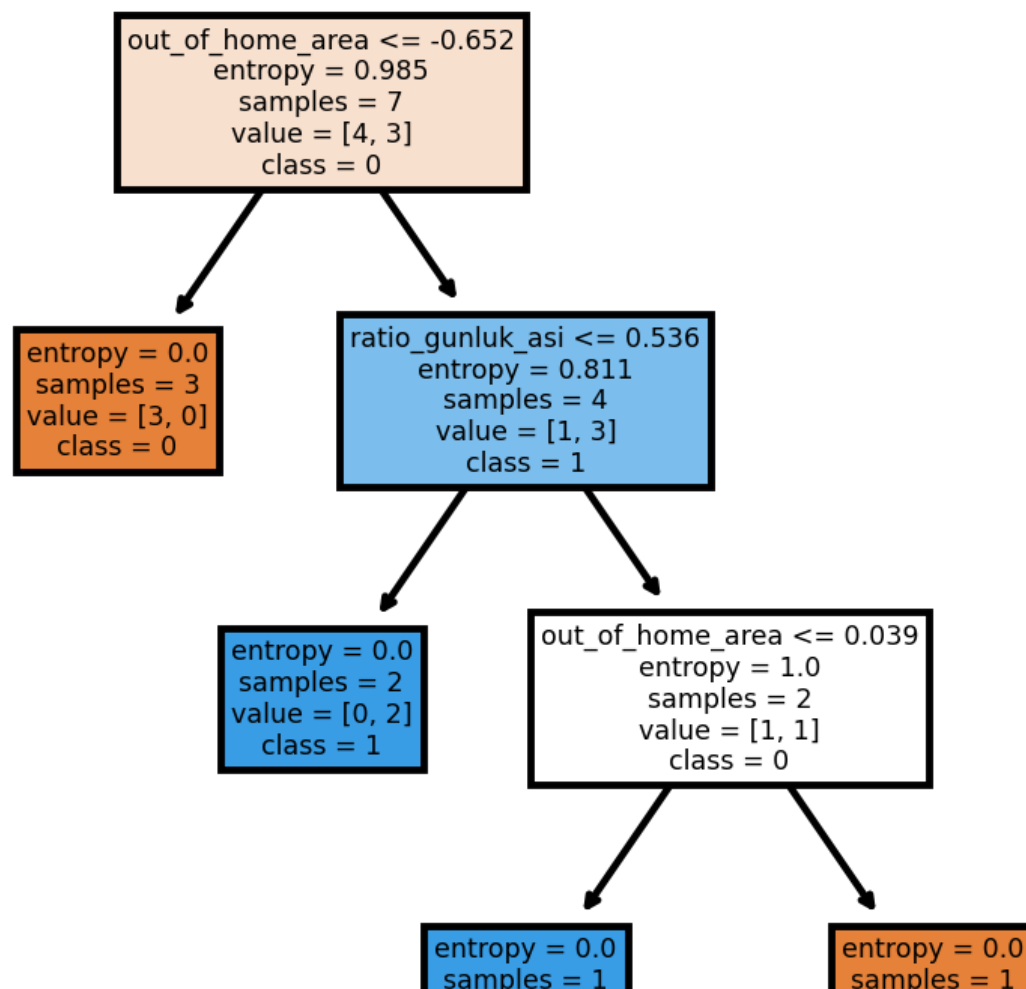 out_of_home_area <= -0.652
entropy = 0.985
samples = 7
value = [4, 3]
class = 0
entropy = 0.0
samples = 3
value = [3, 0]
class = 0
ratio_gunluk_asi <= 0.536
entropy = 0.811
samples = 4
value = [1, 3]
class = 1
entropy = 0.0
samples = 2
value = [0, 2]
class = 1
out_of_home_area <= 0.039
entropy = 1.0
samples = 2
value = [1, 1]
class = 0
entropy = 0.0
samples = 1
entropy = 0.0
samples = 1